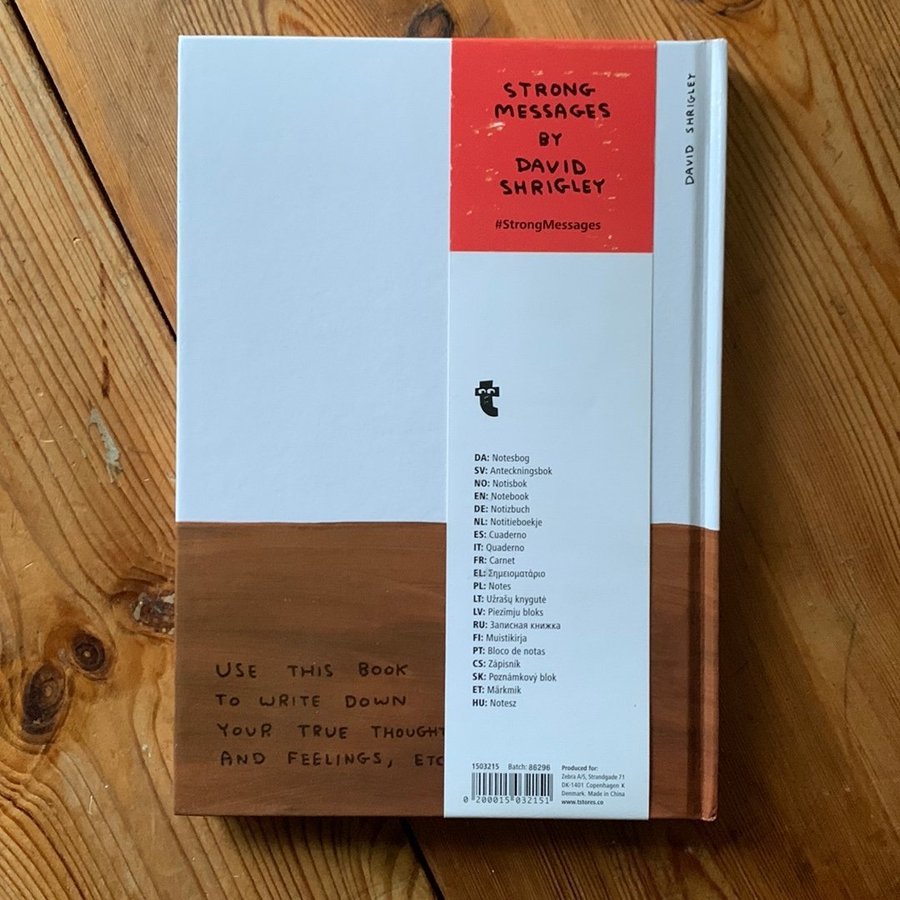 STRONG
MESSAGES
BY
DAVID
SHRIGLEY
#StrongMessages
DAVID SHRIGLEY
t
DA: Notesbog
SV: Anteckningsbok
NO: Notisbok
EN: Notebook
DE: Notizbuch
NL: Notitieboekje
ES: Cuaderno
IT: Quaderno
FR: Carnet
EL: Σημειοματάριο
PL: Notes
LT: Užrašų knygutė
LV: Piezīmju bloks
RU: Записная книжка
FI: Muistikirja
PT: Bloco de notas
CS: Zápisník
SK: Poznámkový blok
ET: Märkmik
HU: Notesz
USE THIS BOOK
TO WRITE DOWN
YOUR TRUE THOUGHT
AND FEELINGS, ETC
1503215 Batch: 86296
0 200015 032151
Produced for:
Zebra A/S, Strandgade 71
DK-1401 Copenhagen K
Denmark. Made in China
www.tstores.co